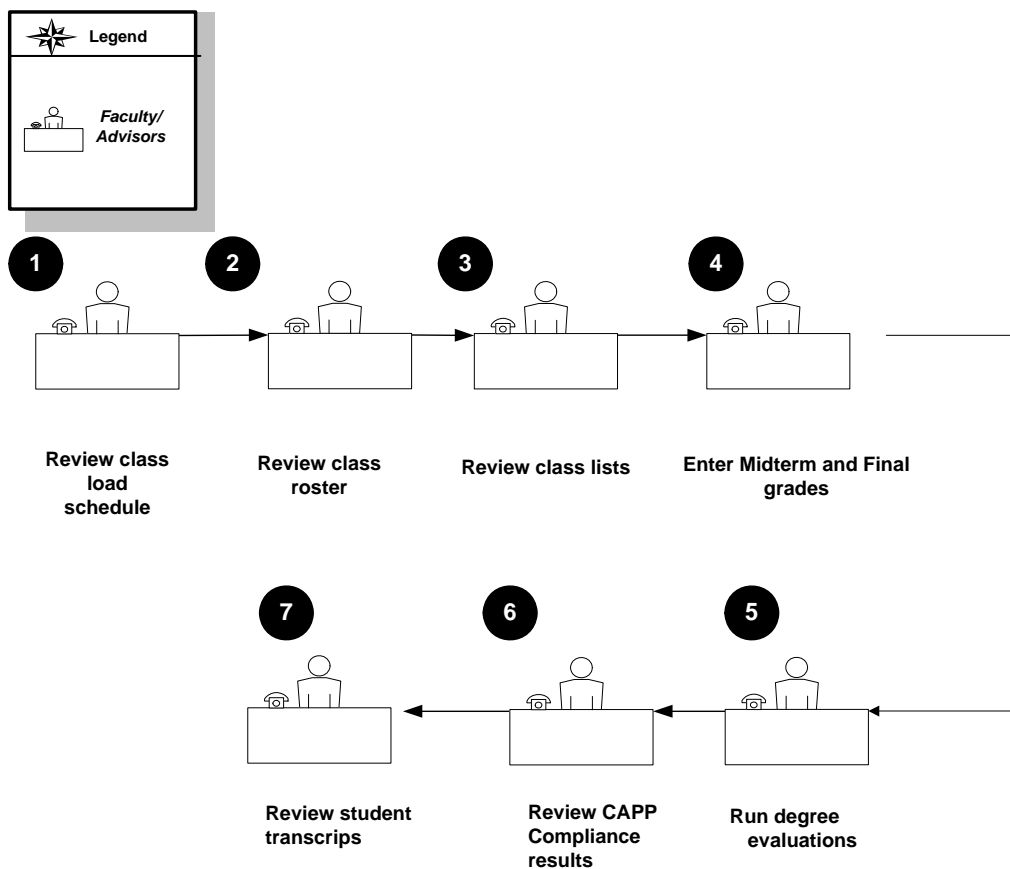 Legend
Faculty/
Advisors
1
2
3
4
Review class
load
schedule
Review class
roster
Review class lists
Enter Midterm and Final
grades
7
6
5
Review student
transcrips
Review CAPP
Compliance
results
Run degree
evaluations